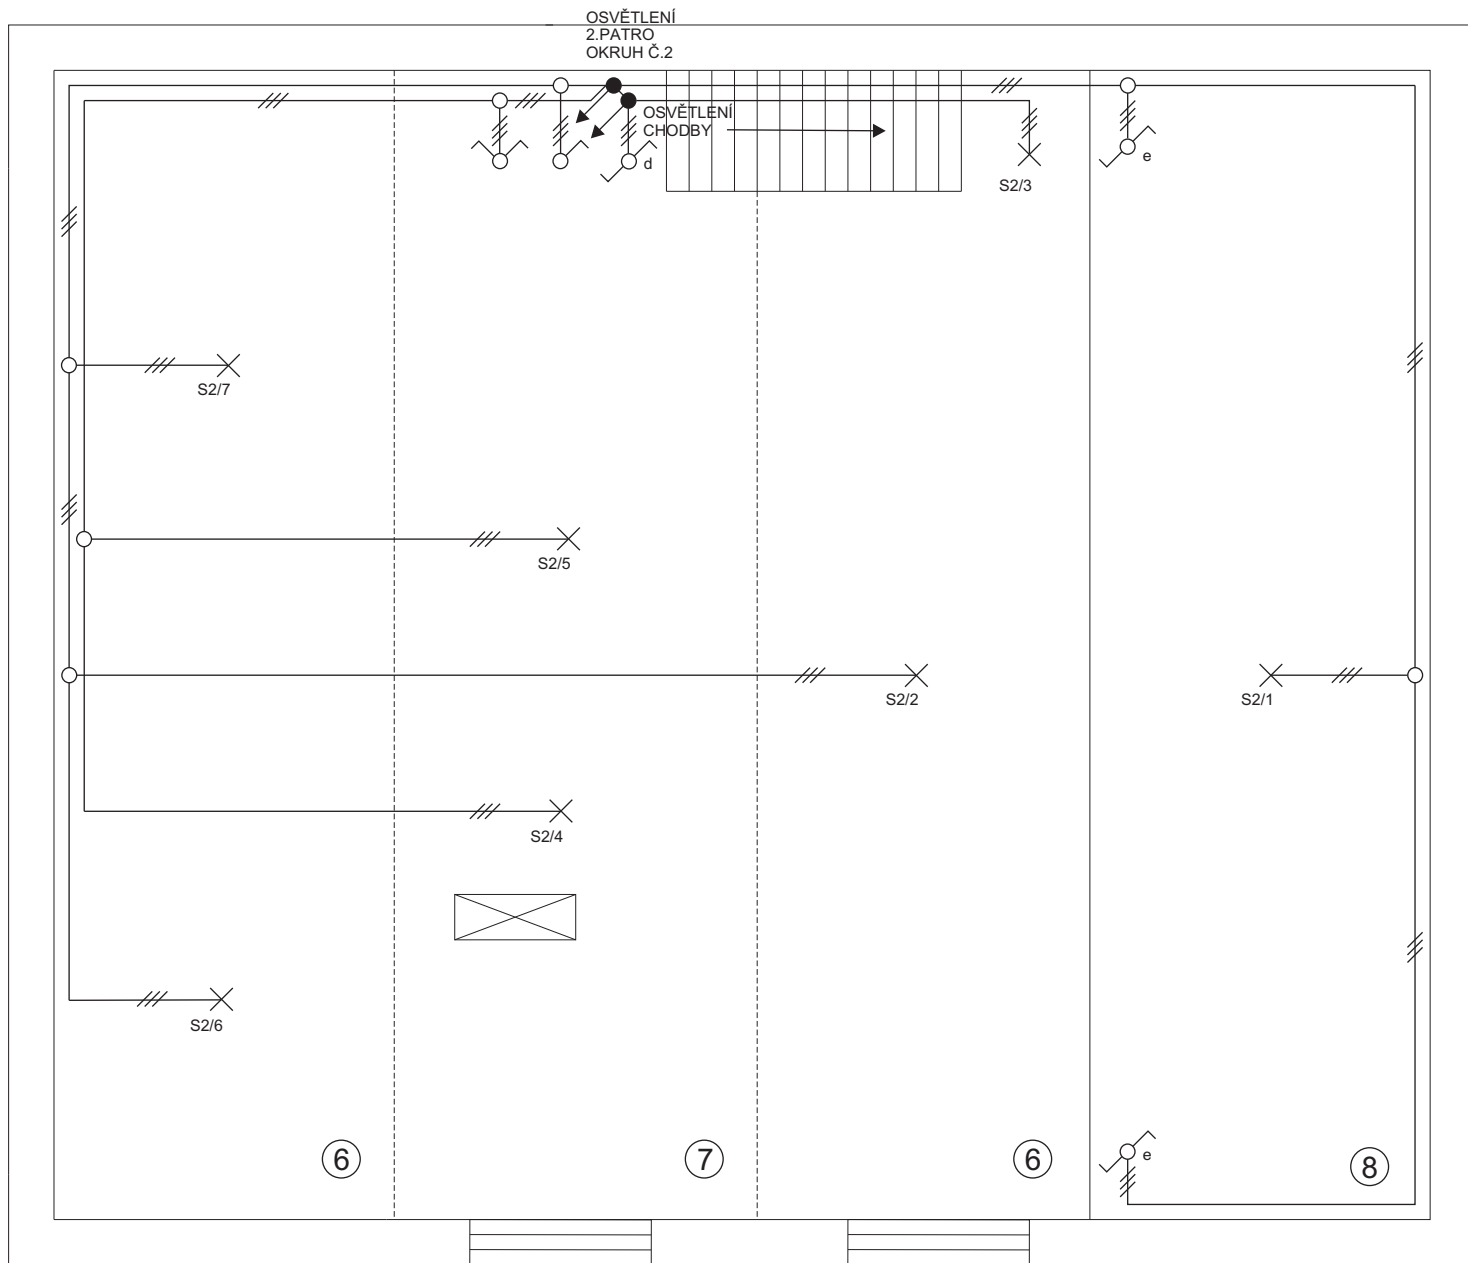 OSVĚTLENÍ
2.PATRO
OKRUH Č.2
OSVĚTLENÍ
CHODBY
d
e
S2/3
S2/7
S2/5
S2/2
S2/1
S2/4
S2/6
e
6
7
6
8